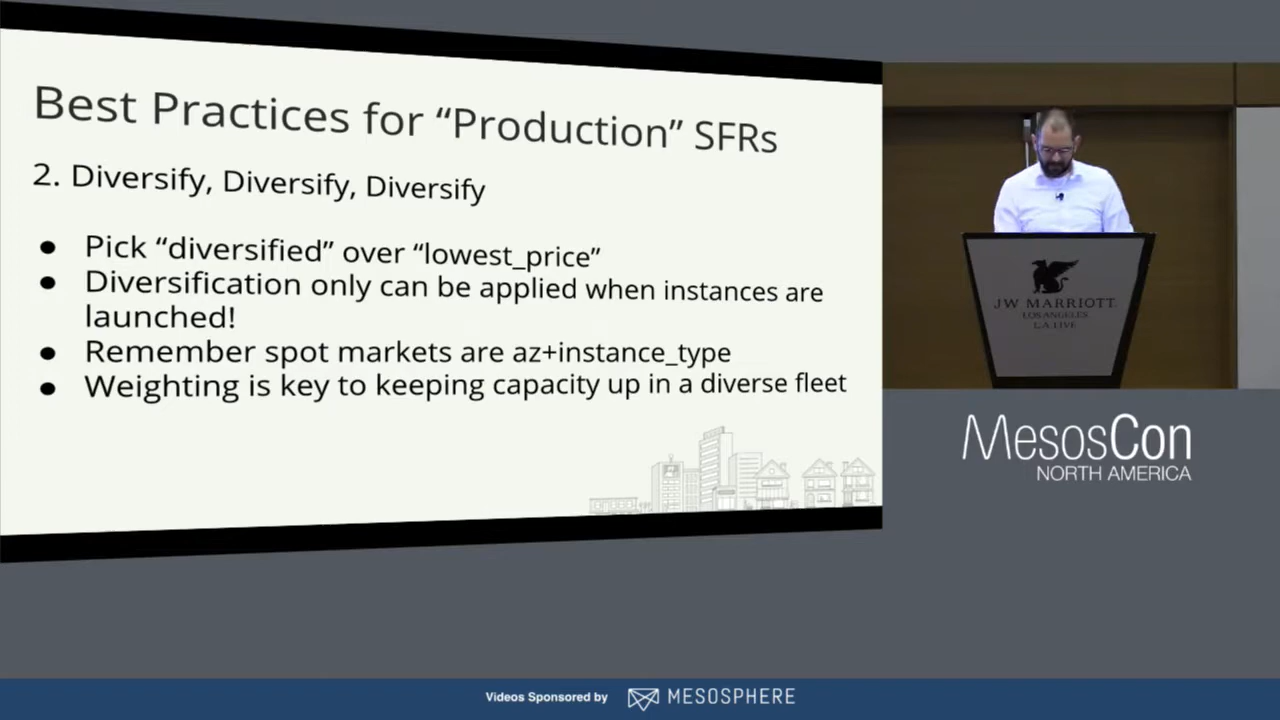 Best Practices for “Production” SFRs
2. Diversify, Diversify, Diversify
● Pick “diversified” over “lowest_price”
● Diversification only can be applied when instances are
launched!
● Remember spot markets are az+instance_type
● Weighting is key to keeping capacity up in a diverse fleet
JW MARRIOTT
LOS ANGELES
L.A LIVE
MesosCon
NORTH AMERICA
Videos Sponsored by MESOSPHERE